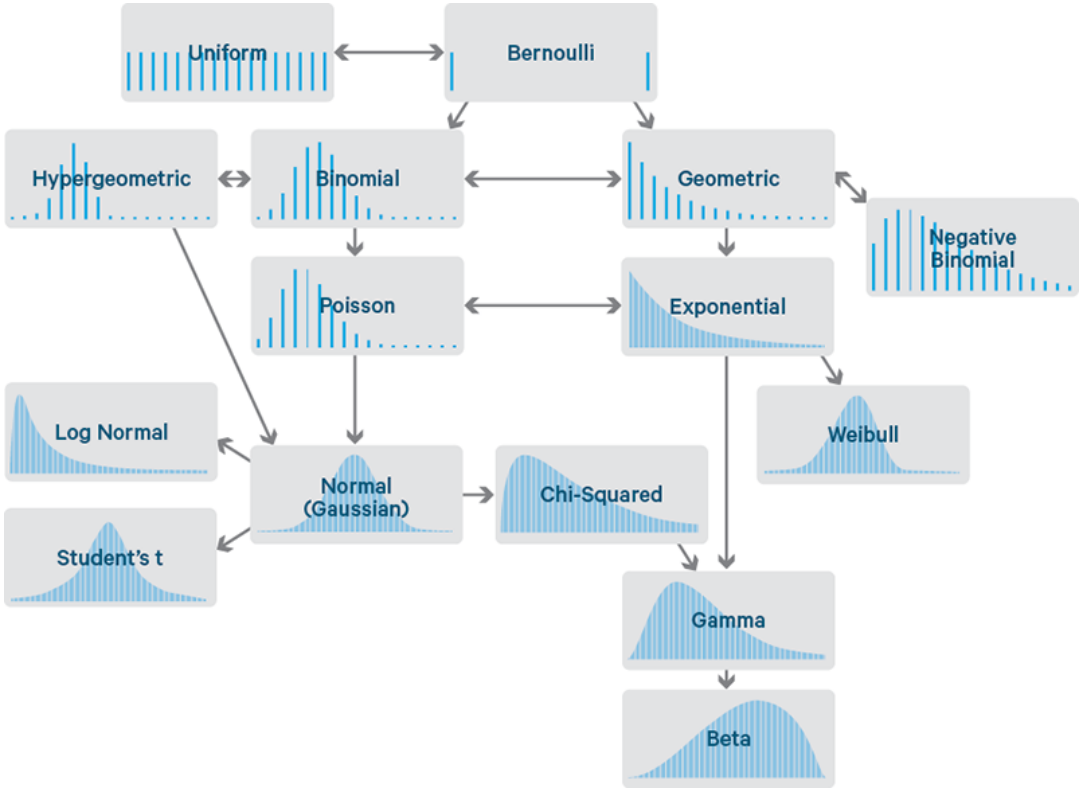 Uniform
Bernoulli
Hypergeometric
Binomial
Geometric
Negative
Binomial
Poisson
Exponential
Log Normal
Weibull
Normal
(Gaussian)
Chi-Squared
Student's t
Gamma
Beta